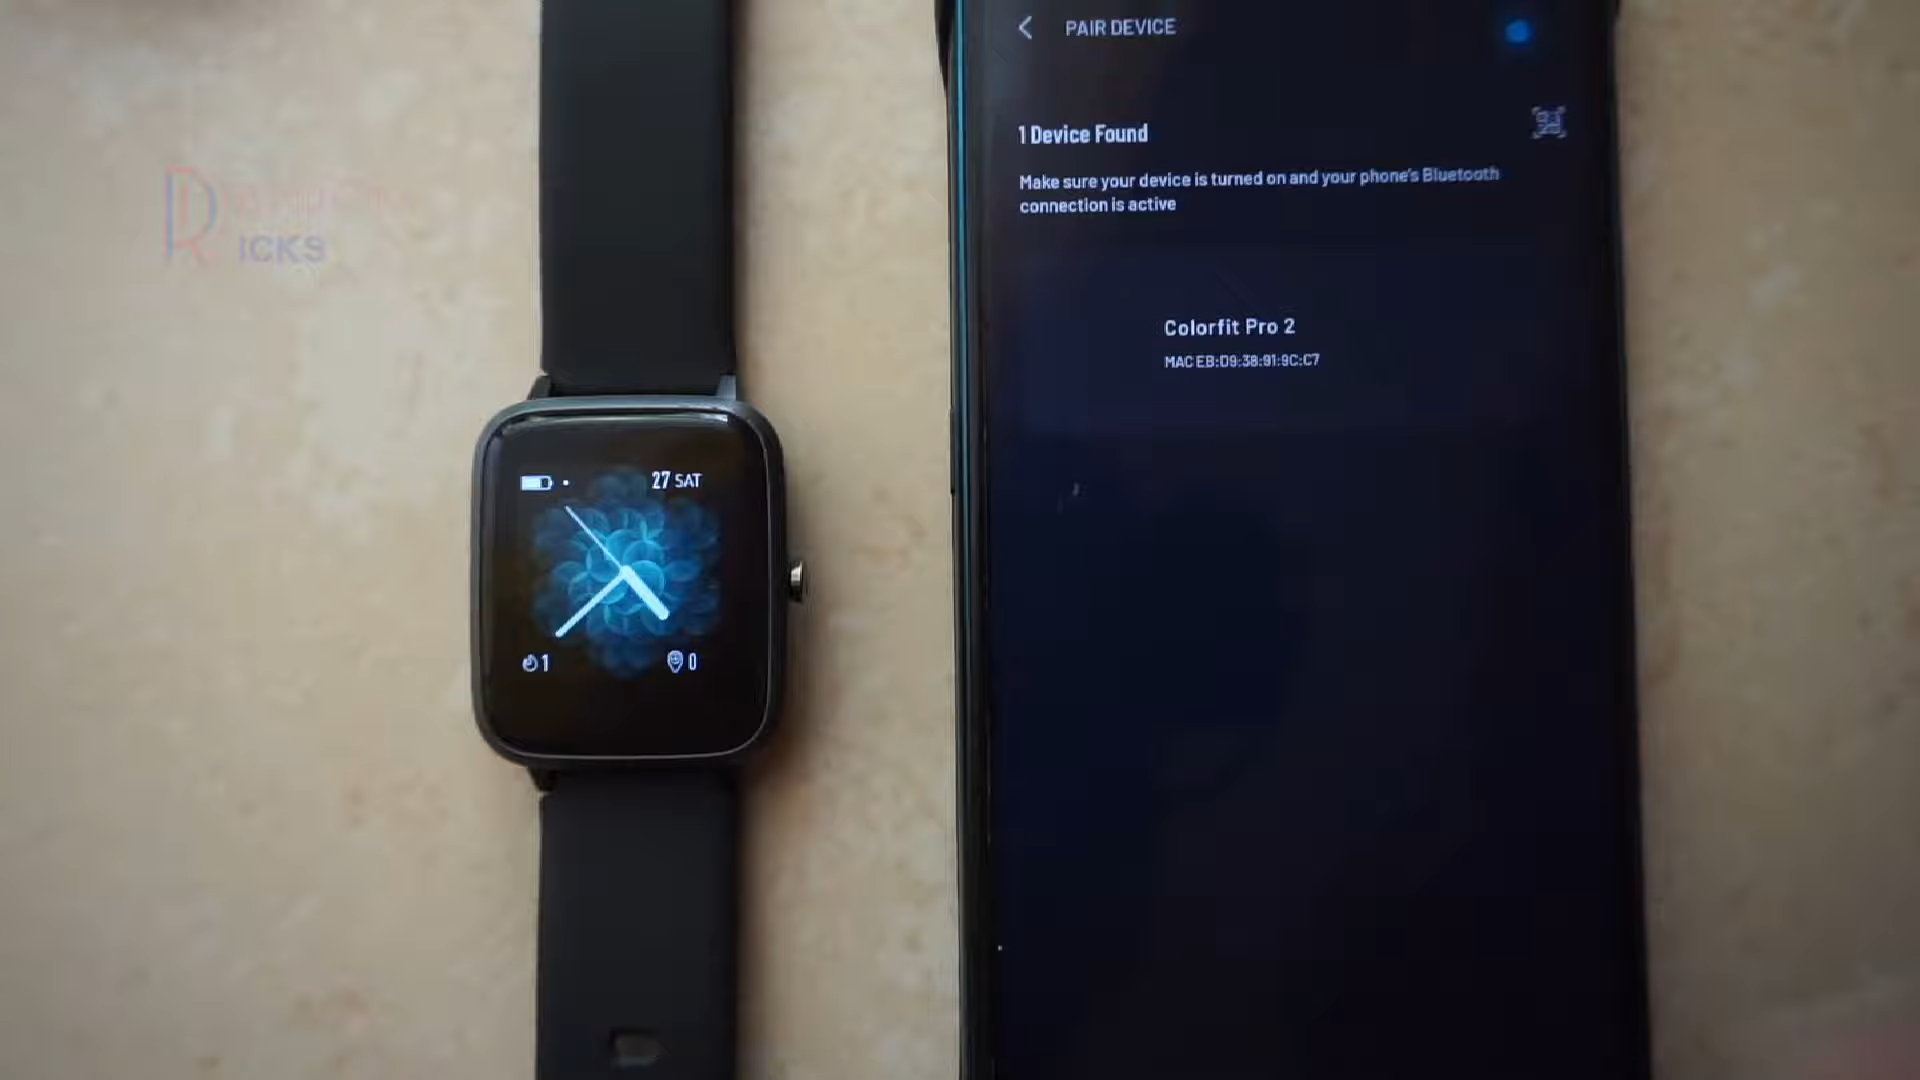 PAIR DEVICE
1 Device Found
Make sure your device is turned on and your phone's Bluetooth
connection is active
Colorfit Pro 2
MAC EB:D9:38:91:9C:C7
27 SAT
1
0
ICKS